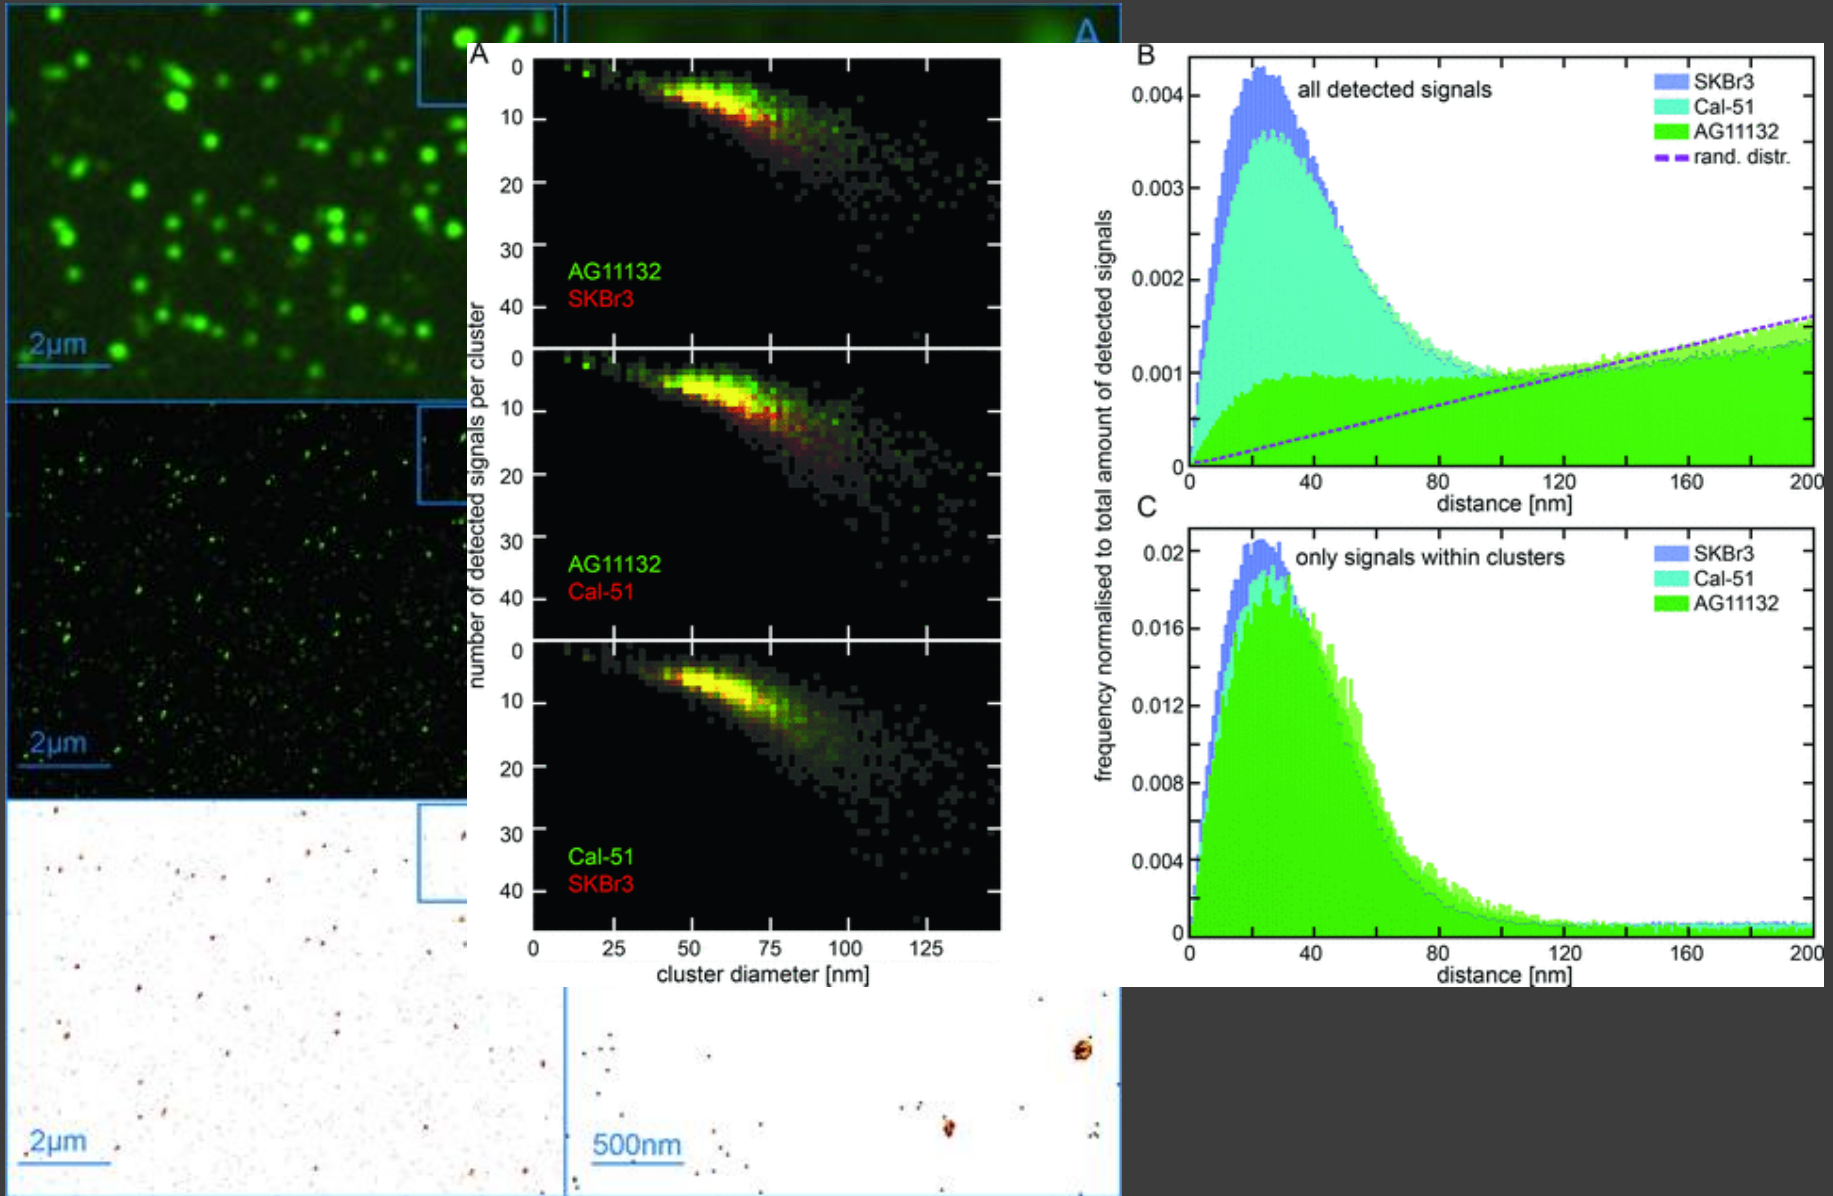 A
2µm
2µm
2µm
500nm
A
number of detected signals per cluster
0
10
20
30
40
AG11132
SKBr3
0
10
20
30
40
AG11132
Cal-51
0
10
20
30
40
Cal-51
SKBr3
0 25 50 75 100 125
cluster diameter [nm]
B
frequency normalised to total amount of detected signals
all detected signals
SKBr3
Cal-51
AG11132
rand. distr.
0.004
0.003
0.002
0.001
0
0 40 80 120 160 200
distance [nm]
C
only signals within clusters
SKBr3
Cal-51
AG11132
0.02
0.016
0.012
0.008
0.004
0
0 40 80 120 160 200
distance [nm]